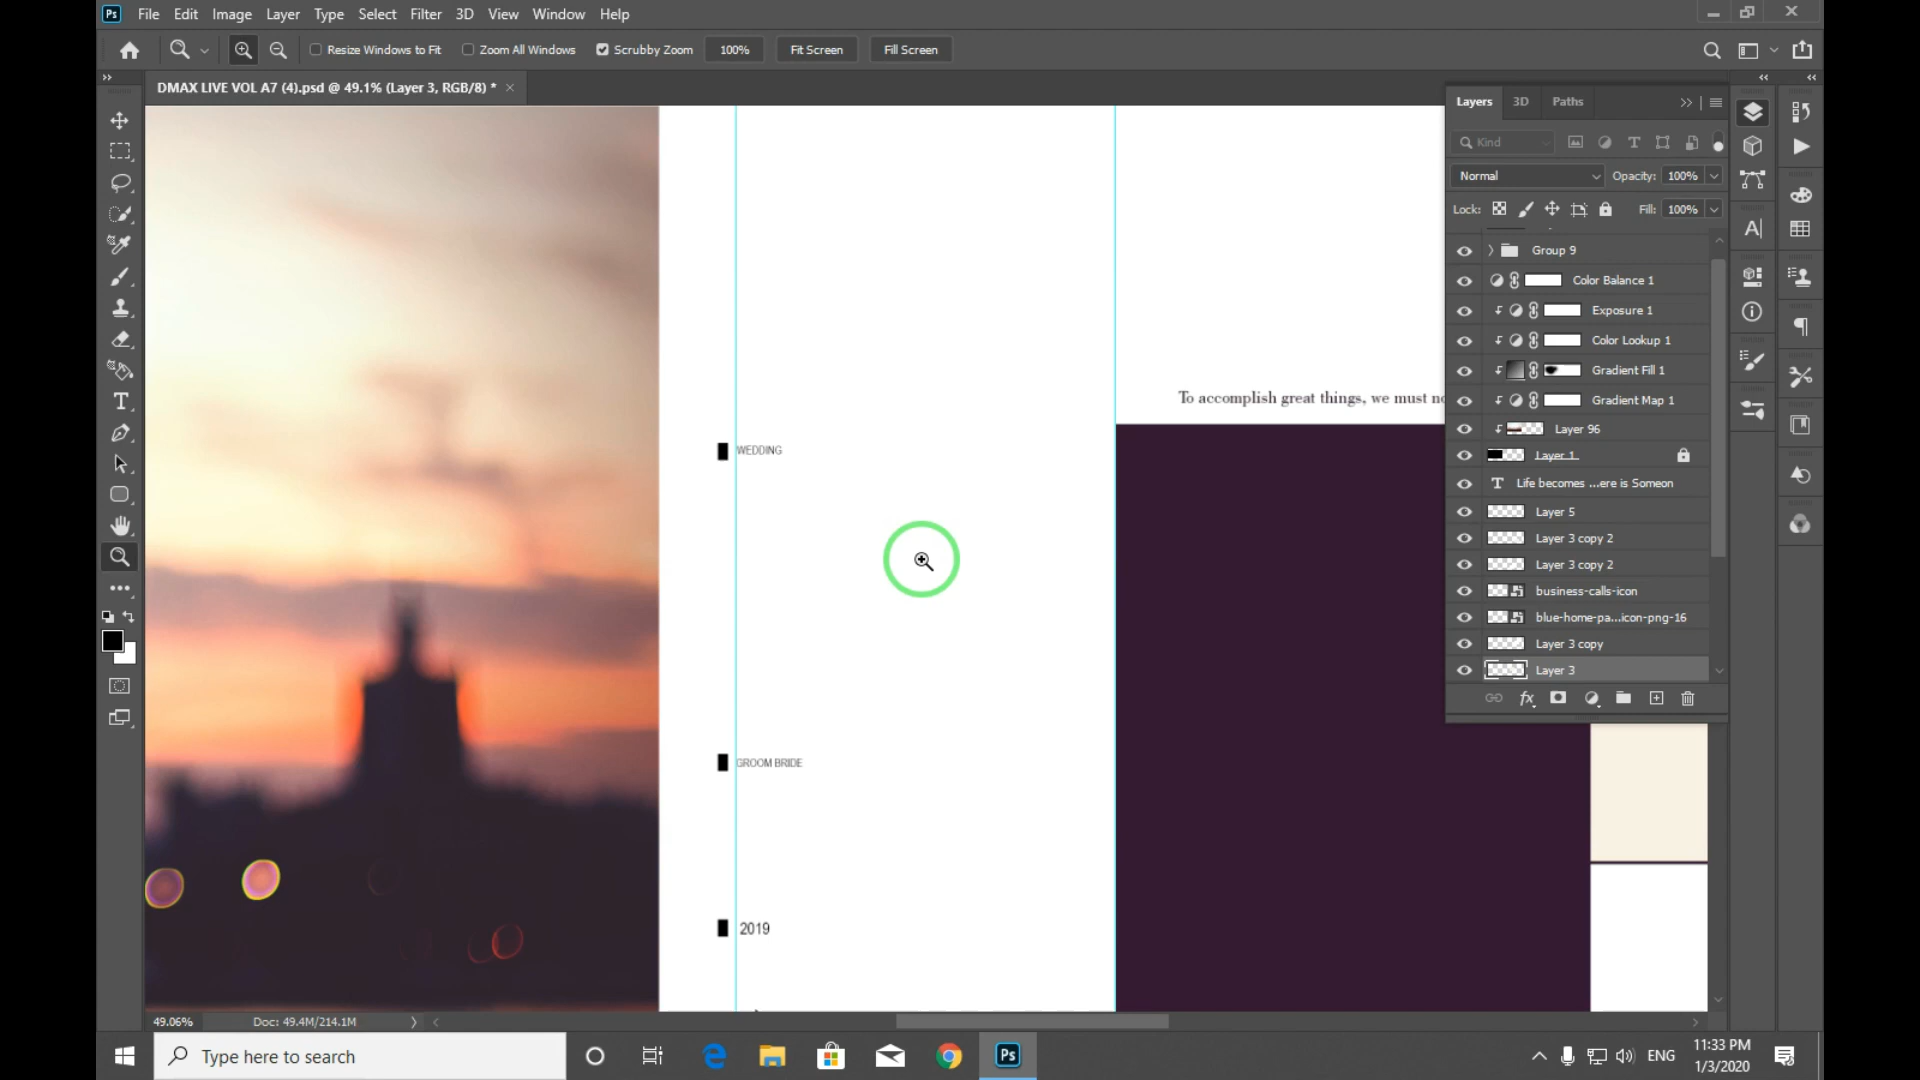 Ps File Edit Image Layer Type Select Filter 3D View Window Help
Resize Windows to Fit Zoom All Windows Scrubby Zoom 100% Fit Screen Fill Screen
DMAX LIVE VOL A7 (4).psd @ 49.1% (Layer 3, RGB/8) *
Layers 3D Paths
Kind
Normal Opacity: 100%
Lock: Fill: 100%
Group 9
Color Balance 1
Exposure 1
Color Lookup 1
Gradient Fill 1
Gradient Map 1
Layer 96
Layer 1
Life becomes ...ere is Someon
Layer 5
Layer 3 copy 2
Layer 3 copy 2
business-calls-icon
blue-home-pa...icon-png-16
Layer 3 copy
Layer 3
To accomplish great things, we must
WEDDING
GROOM BRIDE
2019
49.06% Doc: 49.4M/214.1M
Type here to search
Ps
ENG
11:33 PM
1/3/2020